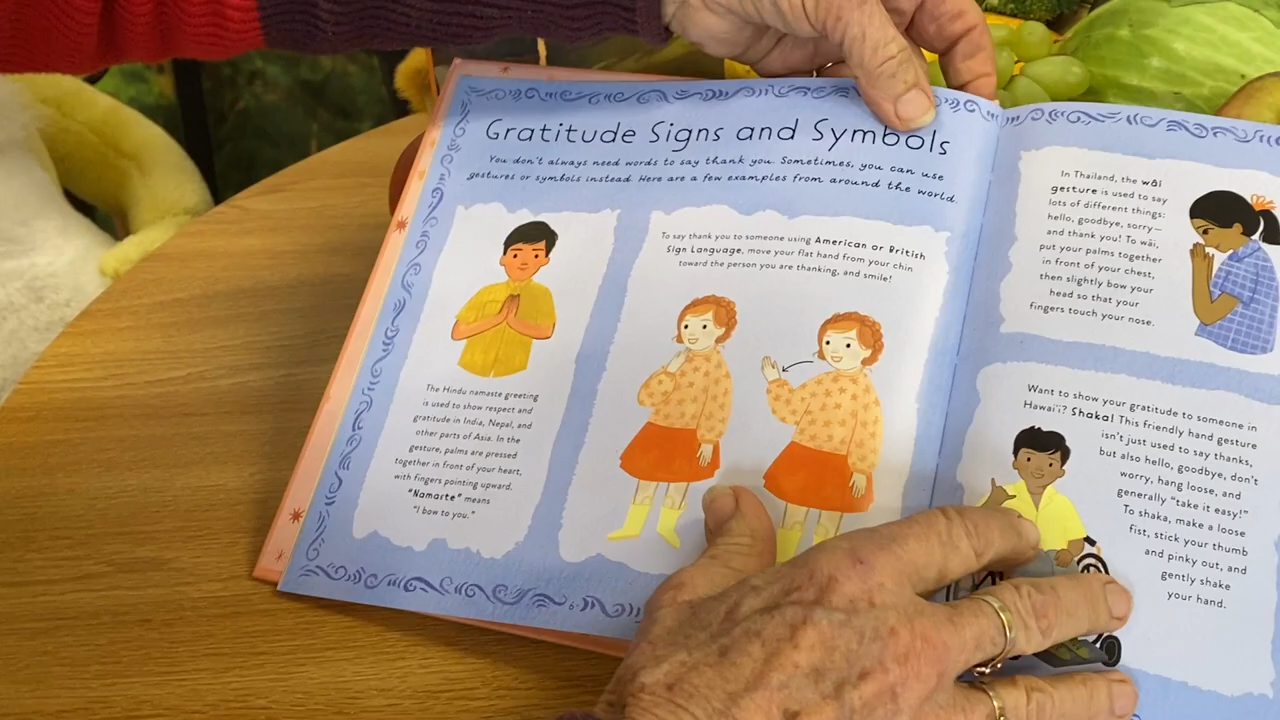 Gratitude Signs and Symbols
You don't always need words to say thank you. Sometimes, you can use
gestures or symbols instead. Here are a few examples from around the world.
The Hindu namaste greeting
is used to show respect and
gratitude in India, Nepal, and
other parts of Asia. In the
gesture, palms are pressed
together in front of your heart,
with fingers pointing upward.
"Namarte" means
"I bow to you."
To say thank you to someone using American or British
Sign Language, move your flat hand from your chin
toward the person you are thanking, and smile!
6
In Thailand, the wâi
gesture is used to say
lots of different things:
hello, goodbye, sorry—
and thank you! To wâi,
put your palms together
in front of your chest,
then slightly bow your
head so that your
fingers touch your nose.
Want to show your gratitude to someone in
Hawai'i? Shaka! This friendly hand gesture
isn't just used to say thanks,
but also hello, goodbye, don't
worry, hang loose, and
generally "take it easy!"
To shaka, make a loose
fist, stick your thumb
and pinky out, and
gently shake
your hand.